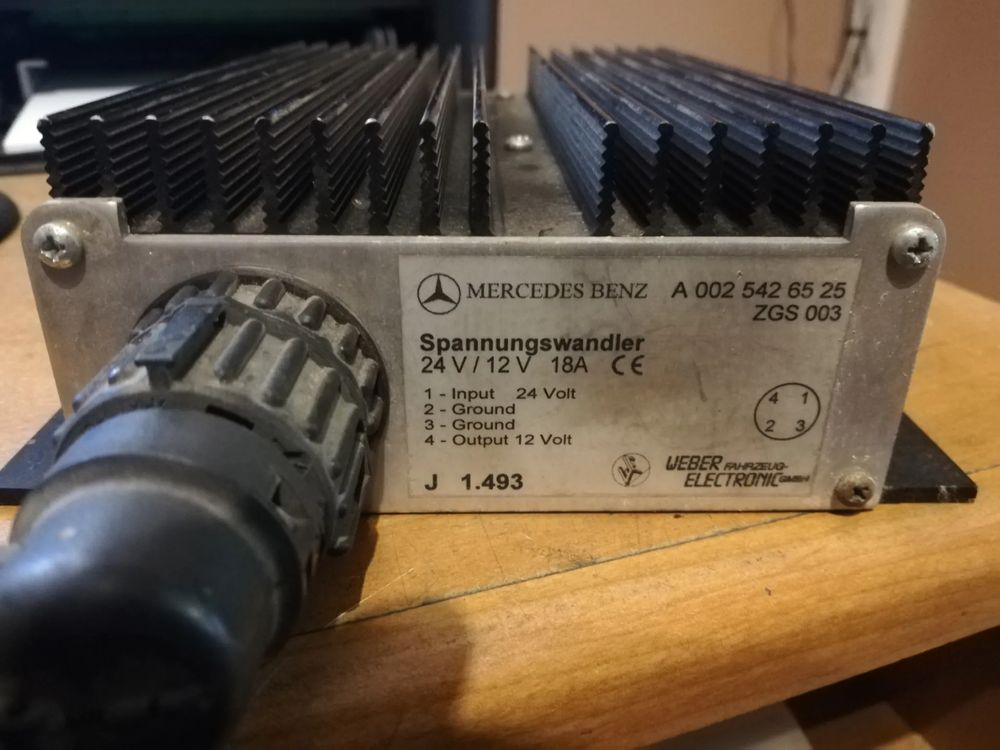 MERCEDES BENZ A 002 542 65 25
ZGS 003
Spannungswandler
24 V / 12 V 18A CE
1 - Input 24 Volt
2 - Ground
3 - Ground
4 - Output 12 Volt
4 1
2 3
J 1.493
WEBER FAHRZEUG-
ELECTRONIC GMBH